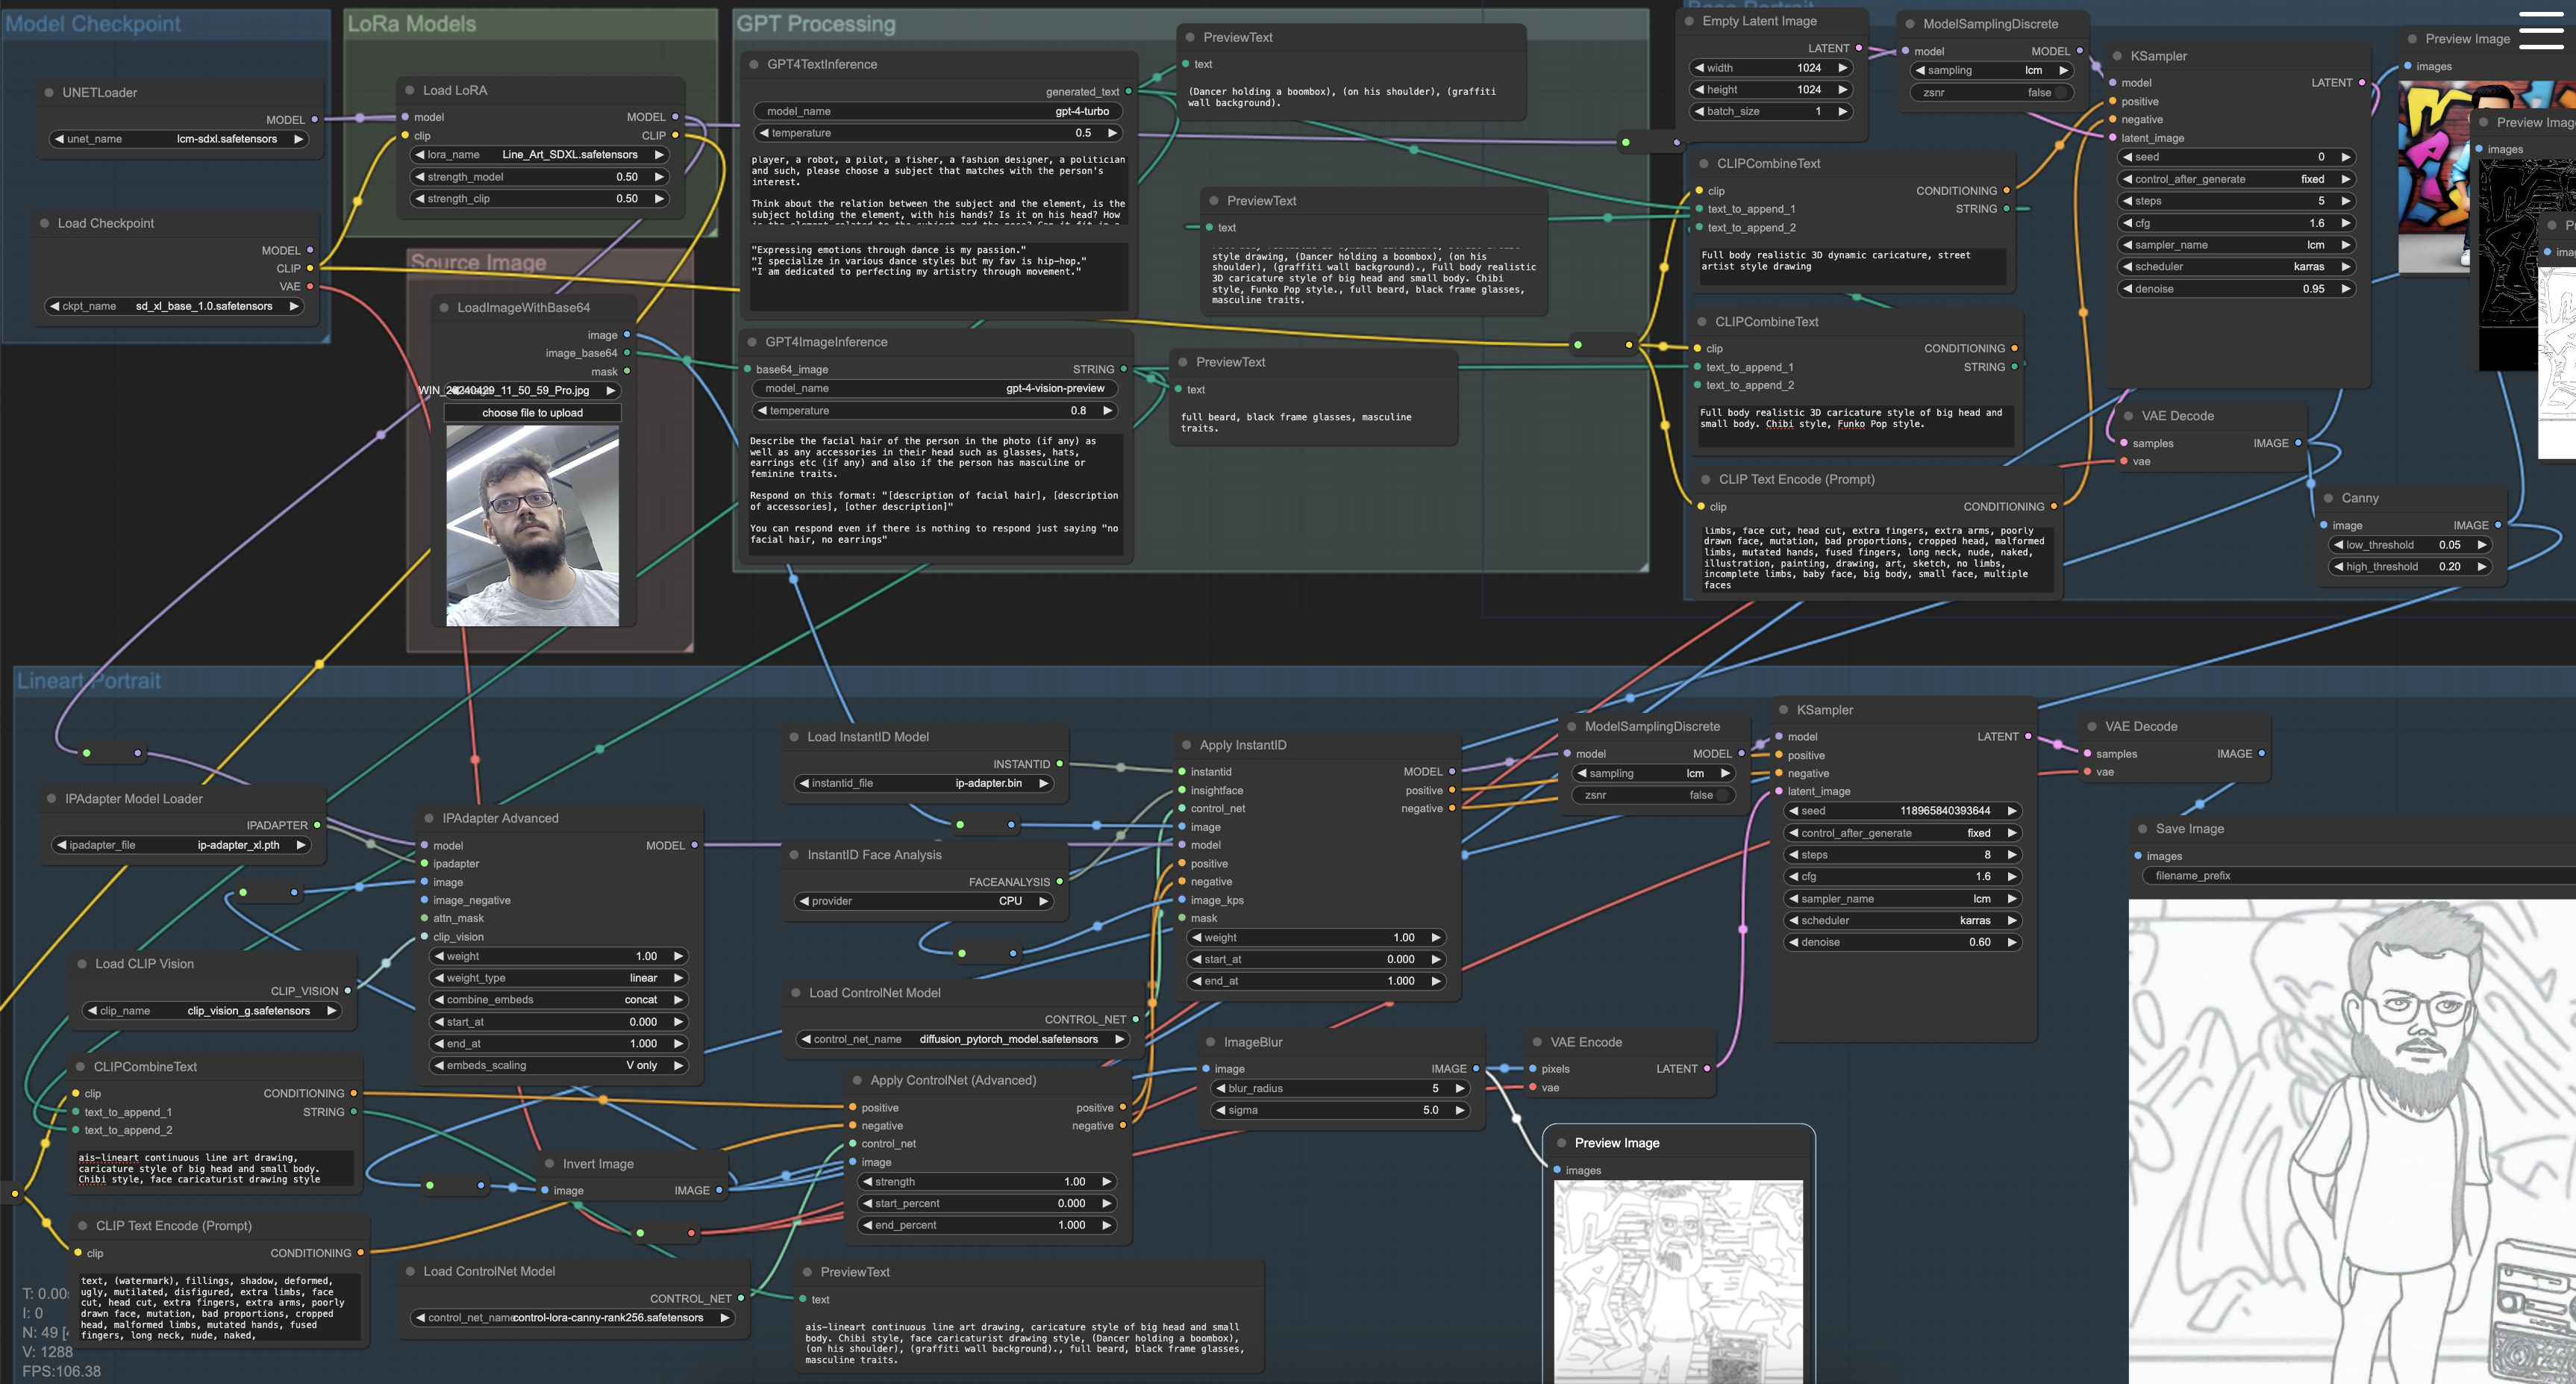 Model Checkpoint
UNETLoader
MODEL
unet_name lcm-sdxl.safetensors
Load Checkpoint
MODEL
CLIP
VAE
ckpt_name sd_xl_base_1.0.safetensors
LoRa Models
Load LoRA
model MODEL
clip CLIP
lora_name Line_Art_SDXL.safetensors
strength_model 0.50
strength_clip 0.50
Source Image
LoadImageWithBase64
image
image_base64
mask
choose file to upload
GPT Processing
GPT4TextInference
generated_text
model_name gpt-4-turbo
temperature 0.5
player, a robot, a pilot, a fisher, a fashion designer, a politician
and such, please choose a subject that matches with the person's
interest.
Think about the relation between the subject and the element, is the
subject holding the element, with his hands? Is it on his head? How
"Expressing emotions through dance is my passion."
"I specialize in various dance styles but my fav is hip-hop."
"I am dedicated to perfecting my artistry through movement."
GPT4ImageInference
base64_image STRING
model_name gpt-4-vision-preview
temperature 0.8
Describe the facial hair of the person in the photo (if any) as
well as any accessories in their head such as glasses, hats,
earrings etc (if any) and also if the person has masculine or
feminine traits.
Respond on this format: "[description of facial hair], [description
of accessories], [other description]"
You can respond even if there is nothing to respond just saying "no
facial hair, no earrings"
PreviewText
text
(Dancer holding a boombox), (on his shoulder), (graffiti
wall background).
PreviewText
text
style drawing, (Dancer holding a boombox), (on his
shoulder), (graffiti wall background)., Full body realistic
3D caricature style of big head and small body. Chibi
style, Funko Pop style., full beard, black frame glasses,
masculine traits.
PreviewText
text
full beard, black frame glasses, masculine
traits.
Empty Latent Image
LATENT
width 1024
height 1024
batch_size 1
ModelSamplingDiscrete
model MODEL
sampling lcm
zsnr false
CLIPCombineText
clip CONDITIONING
text_to_append_1 STRING
text_to_append_2
Full body realistic 3D dynamic caricature, street
artist style drawing
CLIPCombineText
clip CONDITIONING
text_to_append_1 STRING
text_to_append_2
Full body realistic 3D caricature style of big head and
small body. Chibi style, Funko Pop style.
CLIP Text Encode (Prompt)
clip CONDITIONING
limbs, face cut, head cut, extra fingers, extra arms, poorly
drawn face, mutation, bad proportions, cropped head, malformed
limbs, mutated hands, fused fingers, long neck, nude, naked,
illustration, painting, drawing, art, sketch, no limbs,
incomplete limbs, baby face, big body, small face, multiple
faces
KSampler
model LATENT
positive
negative
latent_image
seed 0
control_after_generate fixed
steps 5
cfg 1.6
sampler_name lcm
scheduler karras
denoise 0.95
Preview Image
images
Preview
images
VAE Decode
samples IMAGE
vae
Canny
image IMAGE
low_threshold 0.05
high_threshold 0.20
Lineart Portrait
IPAdapter Model Loader
IPADAPTER
ipadapter_file ip-adapter_xl.pth
Load CLIP Vision
CLIP_VISION
clip_name clip_vision_g.safetensors
CLIPCombineText
clip CONDITIONING
text_to_append_1 STRING
text_to_append_2
ais-lineart continuous line art drawing,
caricature style of big head and small body.
Chibi style, face caricaturist drawing style
CLIP Text Encode (Prompt)
clip CONDITIONING
text, (watermark), fillings, shadow, deformed,
ugly, mutilated, disfigured, extra limbs, face
cut, head cut, extra fingers, extra arms, poorly
drawn face, mutation, bad proportions, cropped
head, malformed limbs, mutated hands, fused
fingers, long neck, nude, naked,
I: 0
V: 1288
FPS:106.38
IPAdapter Advanced
model MODEL
ipadapter
image
image_negative
attn_mask
clip_vision
weight 1.00
weight_type linear
combine_embeds concat
start_at 0.000
end_at 1.000
embeds_scaling V only
Invert Image
image IMAGE
Load ControlNet Model
CONTROL_NET
control_net_name control-lora-canny-rank256.safetensors
Load InstantID Model
INSTANTID
instantid_file ip-adapter.bin
InstantID Face Analysis
FACEANALYSIS
provider CPU
Load ControlNet Model
CONTROL_NET
control_net_name diffusion_pytorch_model.safetensors
Apply ControlNet (Advanced)
positive positive
negative negative
control_net
image
strength 1.00
start_percent 0.000
end_percent 1.000
PreviewText
text
ais-lineart continuous line art drawing, caricature style of big head and small
body. Chibi style, face caricaturist drawing style, (Dancer holding a boombox),
(on his shoulder), (graffiti wall background)., full beard, black frame glasses,
masculine traits.
Apply InstantID
instantid MODEL
insightface positive
control_net negative
image
model
positive
negative
image_kps
mask
weight 1.00
start_at 0.000
end_at 1.000
ImageBlur
image IMAGE
blur_radius 5
sigma 5.0
VAE Encode
pixels LATENT
vae
Preview Image
images
ModelSamplingDiscrete
model MODEL
sampling lcm
zsnr false
KSampler
model LATENT
positive
negative
latent_image
seed 118965840393644
control_after_generate fixed
steps 8
cfg 1.6
sampler_name lcm
scheduler karras
denoise 0.60
VAE Decode
samples IMAGE
vae
Save Image
images
filename_prefix